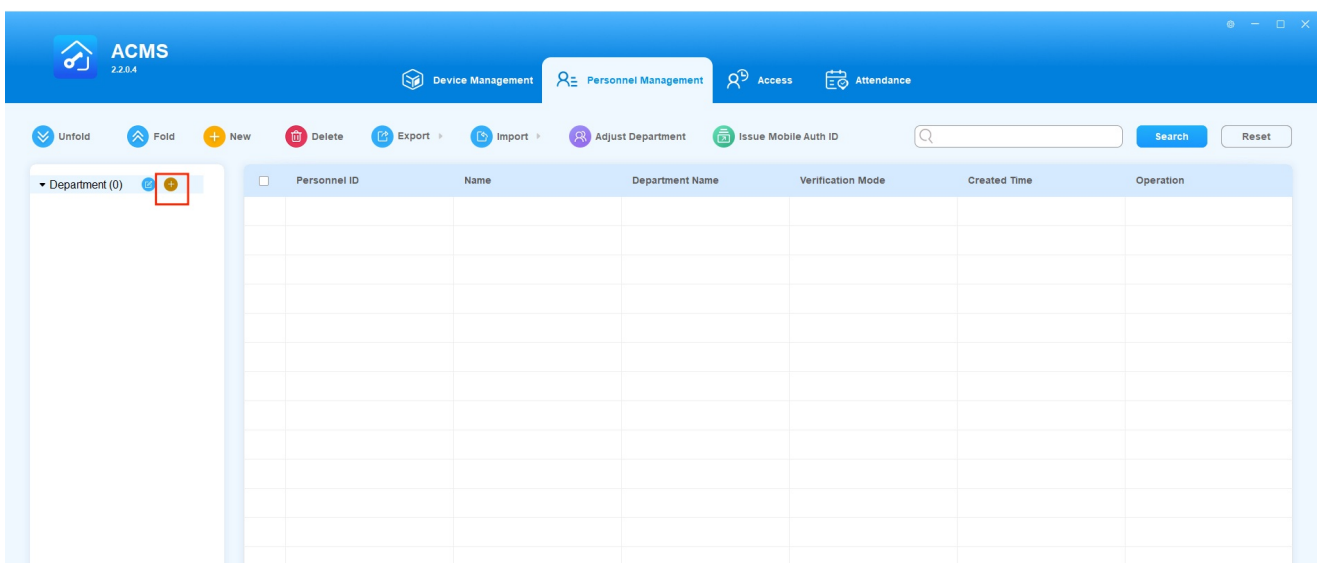 ACMS
2.2.0.4
Device Management
Personnel Management
Access
Attendance
Unfold
Fold
New
Delete
Export
Import
Adjust Department
Issue Mobile Auth ID
Search
Reset
Department (0)
Personnel ID
Name
Department Name
Verification Mode
Created Time
Operation